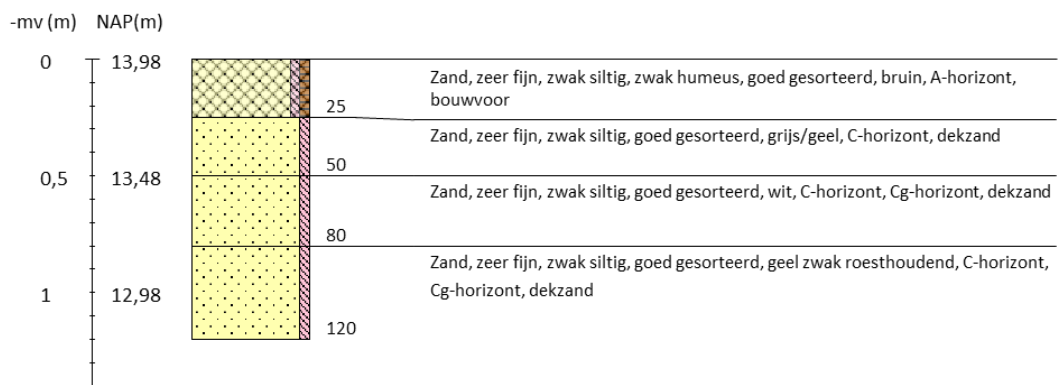 -mv (m) NAP(m)
0 13,98
Zand, zeer fijn, zwak siltig, zwak humeus, goed gesorteerd, bruin, A-horizont,
bouwvoor
25
Zand, zeer fijn, zwak siltig, goed gesorteerd, grijs/geel, C-horizont, dekzand
50
0,5 13,48
Zand, zeer fijn, zwak siltig, goed gesorteerd, wit, C-horizont, Cg-horizont, dekzand
80
Zand, zeer fijn, zwak siltig, goed gesorteerd, geel zwak roesthoudend, C-horizont,
Cg-horizont, dekzand
1 12,98
120